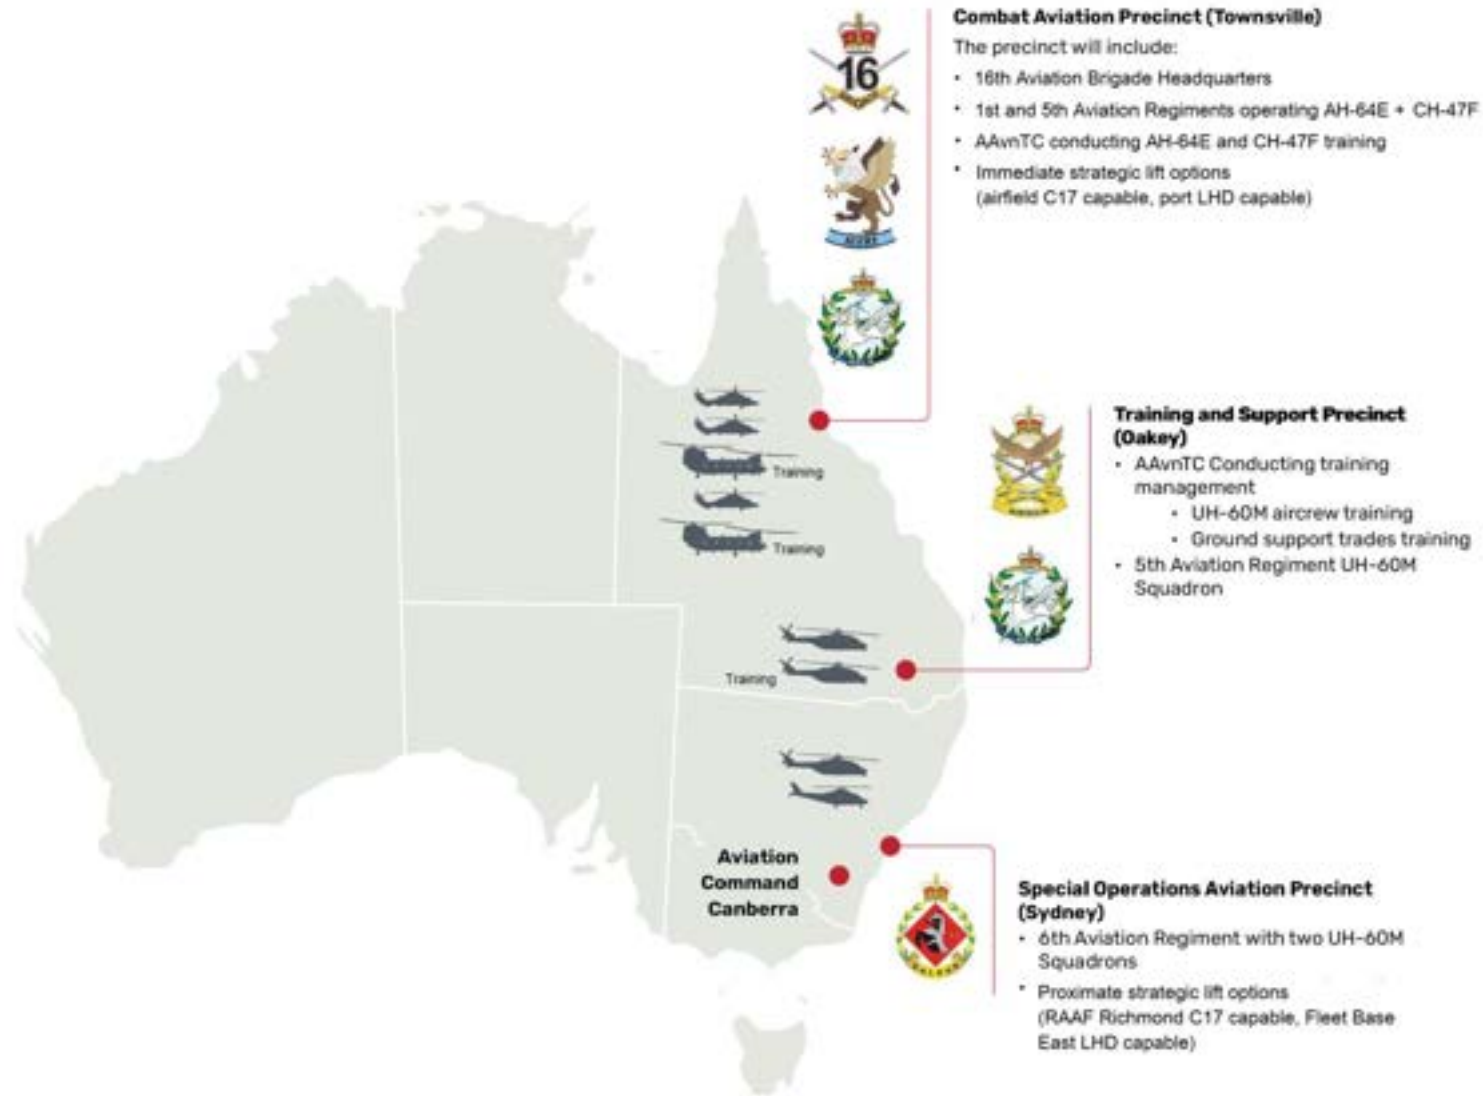 Combat Aviation Precinct (Townsville)
The precinct will include:
• 16th Aviation Brigade Headquarters
• 1st and 5th Aviation Regiments operating AH-64E + CH-47F
• AAvnTC conducting AH-64E and CH-47F training
• Immediate strategic lift options
(airfield C17 capable, port LHD capable)
16
Training
Training
Training and Support Precinct
(Oakey)
• AAvnTC Conducting training
management
• UH-60M aircrew training
• Ground support trades training
• 5th Aviation Regiment UH-60M
Squadron
Training
Aviation
Command
Canberra
Special Operations Aviation Precinct
(Sydney)
• 6th Aviation Regiment with two UH-60M
Squadrons
• Proximate strategic lift options
(RAAF Richmond C17 capable, Fleet Base
East LHD capable)